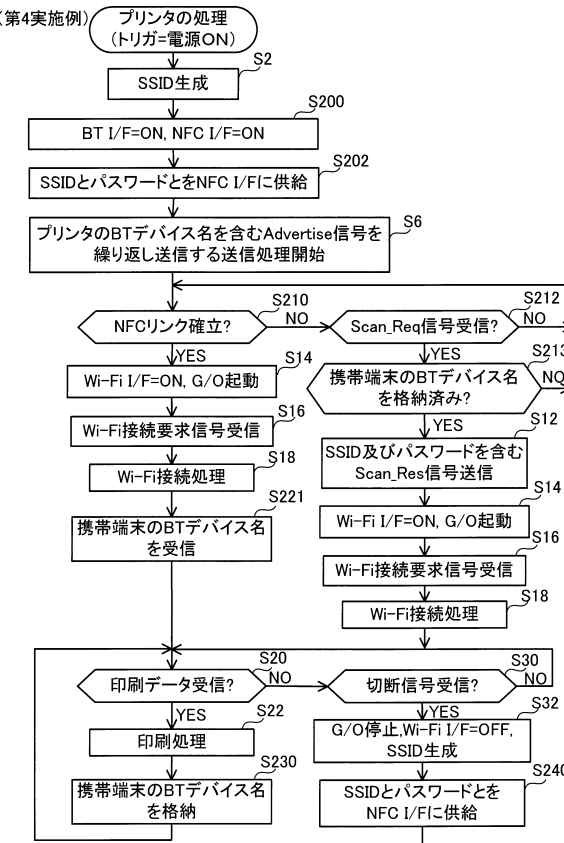 (第4実施例)
プリンタの処理
(トリガ=電源ON)
S2
SSID生成
S200
BT I/F=ON, NFC I/F=ON
S202
SSIDとパスワードとをNFC I/Fに供給
S6
プリンタのBTデバイス名を含むAdvertise信号を
繰り返し送信する送信処理開始
S210
NFCリンク確立?
NO
YES
S212
Scan_Req信号受信?
NO
YES
S14
Wi-Fi I/F=ON, G/O起動
S16
Wi-Fi接続要求信号受信
S18
Wi-Fi接続処理
S221
携帯端末のBTデバイス名
を受信
S213
携帯端末のBTデバイス名
を格納済み?
NO
YES
S12
SSID及びパスワードを含む
Scan_Res信号送信
S14
Wi-Fi I/F=ON, G/O起動
S16
Wi-Fi接続要求信号受信
S18
Wi-Fi接続処理
S20
印刷データ受信?
NO
YES
S22
印刷処理
S230
携帯端末のBTデバイス名
を格納
S30
切断信号受信?
NO
YES
S32
G/O停止,Wi-Fi I/F=OFF,
SSID生成
S240
SSIDとパスワードとを
NFC I/Fに供給